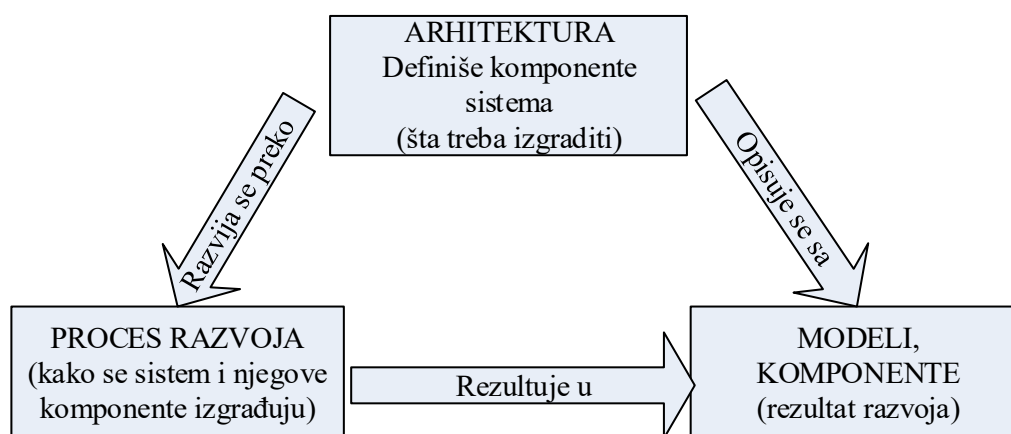 ARHITEKTURA
Definiše komponente
sistema
(šta treba izgraditi)
Razvija se preko
Opisuje se sa
PROCES RAZVOJA
(kako se sistem i njegove
komponente izgrađuju)
Rezultuje u
MODELI,
KOMPONENTE
(rezultat razvoja)